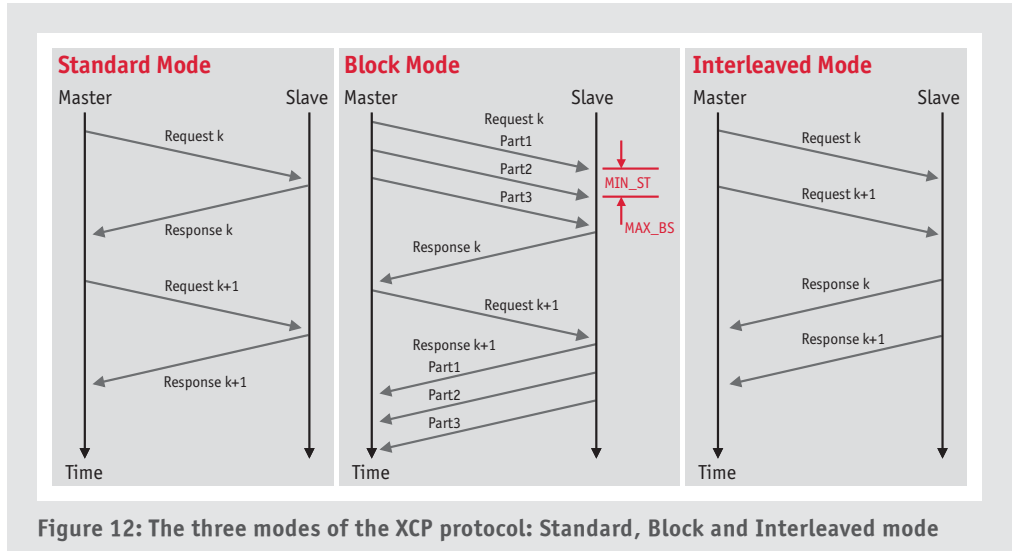 Standard Mode
Master Slave
Request k
Response k
Request k+1
Response k+1
Time
Block Mode
Master Slave
Request k
Part1
Part2
Part3
MIN_ST
MAX_BS
Response k
Request k+1
Response k+1
Part1
Part2
Part3
Time
Interleaved Mode
Master Slave
Request k
Request k+1
Response k
Response k+1
Time
Figure 12: The three modes of the XCP protocol: Standard, Block and Interleaved mode